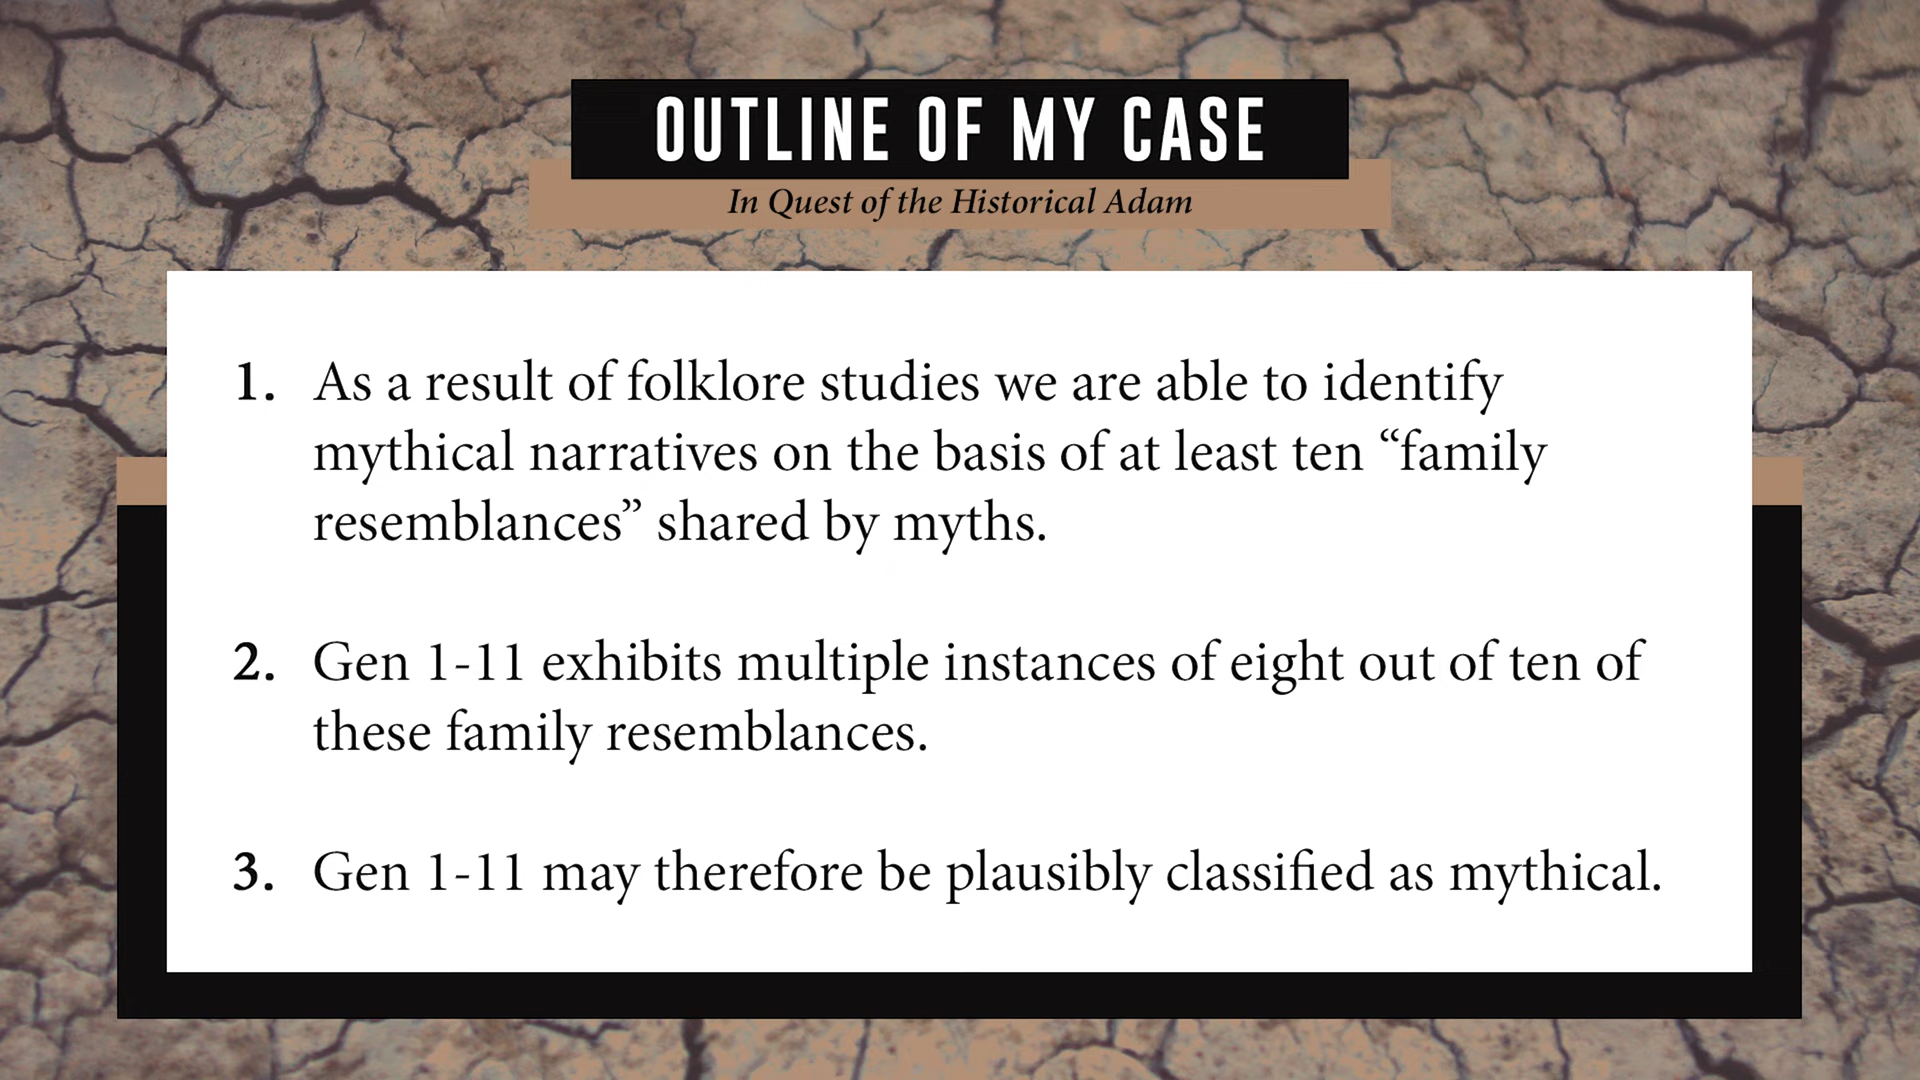 OUTLINE OF MY CASE
In Quest of the Historical Adam
1. As a result of folklore studies we are able to identify
mythical narratives on the basis of at least ten “family
resemblances” shared by myths.
2. Gen 1-11 exhibits multiple instances of eight out of ten of
these family resemblances.
3. Gen 1-11 may therefore be plausibly classified as mythical.